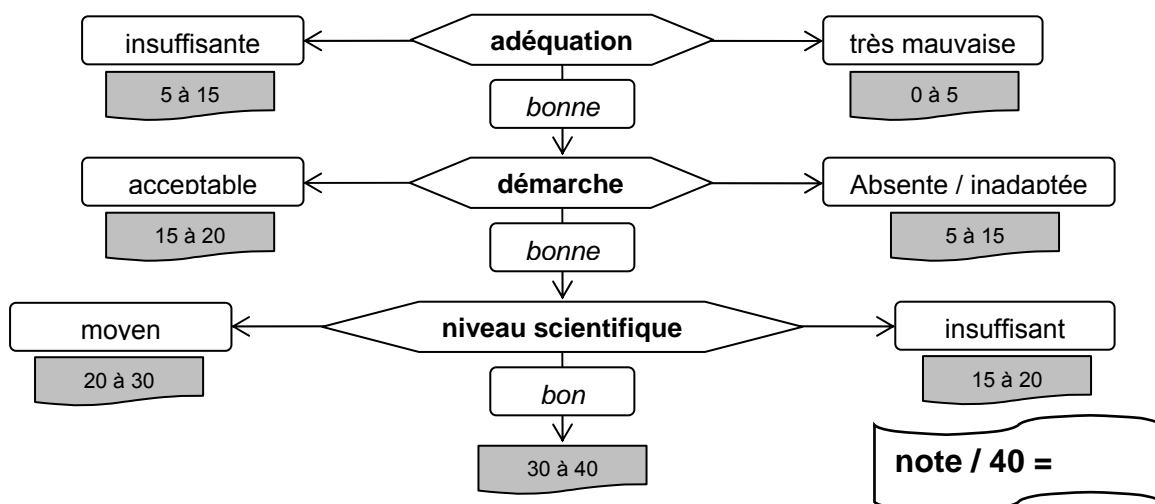 insuffisante
adéquation
très mauvaise
5 à 15
bonne
0 à 5
acceptable
démarche
Absente / inadaptée
15 à 20
bonne
5 à 15
moyen
niveau scientifique
insuffisant
20 à 30
bon
15 à 20
30 à 40
note / 40 =